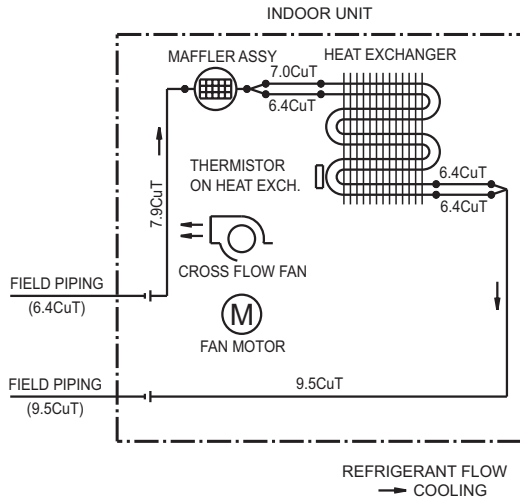 INDOOR UNIT
MAFFLER ASSY
HEAT EXCHANGER
7.0CuT
6.4CuT
THERMISTOR
ON HEAT EXCH.
6.4CuT
6.4CuT
7.9CuT
CROSS FLOW FAN
FIELD PIPING
(6.4CuT)
M
FAN MOTOR
FIELD PIPING
(9.5CuT)
9.5CuT
REFRIGERANT FLOW
COOLING